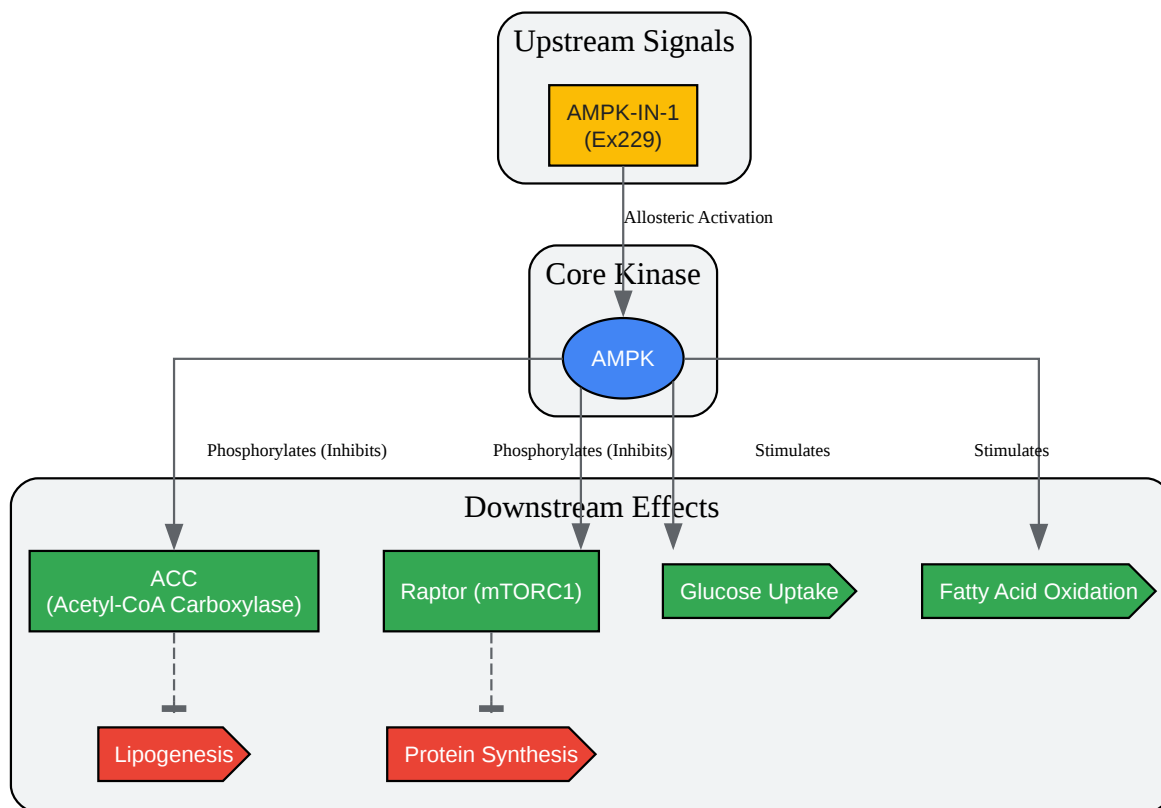 Upstream Signals
AMPK-IN-1
(Ex229)
Allosteric Activation
Core Kinase
AMPK
Phosphorylates (Inhibits)
Phosphorylates (Inhibits)
Stimulates
Stimulates
Downstream Effects
ACC
(Acetyl-CoA Carboxylase)
Raptor (mTORC1)
Glucose Uptake
Fatty Acid Oxidation
Lipogenesis
Protein Synthesis